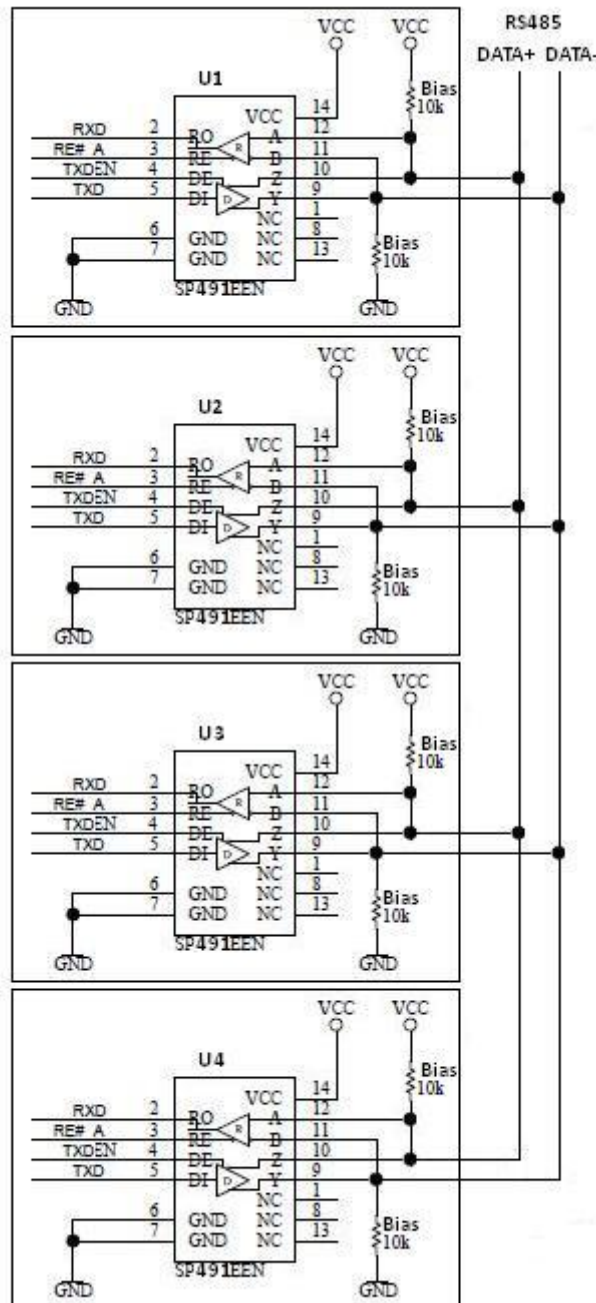 RS485
DATA+ DATA-
VCC VCC
U1
Bias
10k
VCC 14
RXD 2 RO A 12
RE# A 3 RE R B 11
TXDEN 4 DE Z 10
TXD 5 DI D Y 9
NC 1
6 GND NC 8
7 GND NC 13
Bias
10k
SP491EEN
GND GND
VCC VCC
U2
Bias
10k
VCC 14
RXD 2 RO A 12
RE# A 3 RE R B 11
TXDEN 4 DE Z 10
TXD 5 DI D Y 9
NC 1
6 GND NC 8
7 GND NC 13
Bias
10k
SP491EEN
GND GND
VCC VCC
U3
Bias
10k
VCC 14
RXD 2 RO A 12
RE# A 3 RE R B 11
TXDEN 4 DE Z 10
TXD 5 DI D Y 9
NC 1
6 GND NC 8
7 GND NC 13
Bias
10k
SP491EEN
GND GND
VCC VCC
U4
Bias
10k
VCC 14
RXD 2 RO A 12
RE# A 3 RE R B 11
TXDEN 4 DE Z 10
TXD 5 DI D Y 9
NC 1
6 GND NC 8
7 GND NC 13
Bias
10k
SP491EEN
GND GND